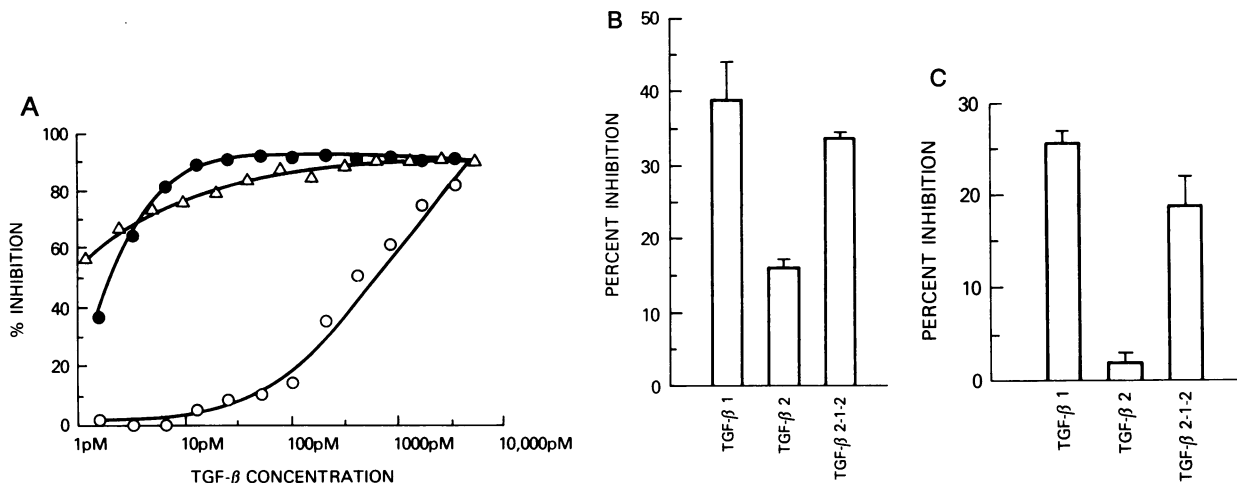 A
% INHIBITION
100
80
60
40
20
0
1pM
10pM
100pM
1000pM
10,000pM
TGF-β CONCENTRATION
B
PERCENT INHIBITION
50
40
30
20
10
0
TGF-β 1
TGF-β 2
TGF-β 2-1-2
C
PERCENT INHIBITION
30
20
10
0
TGF-β 1
TGF-β 2
TGF-β 2-1-2